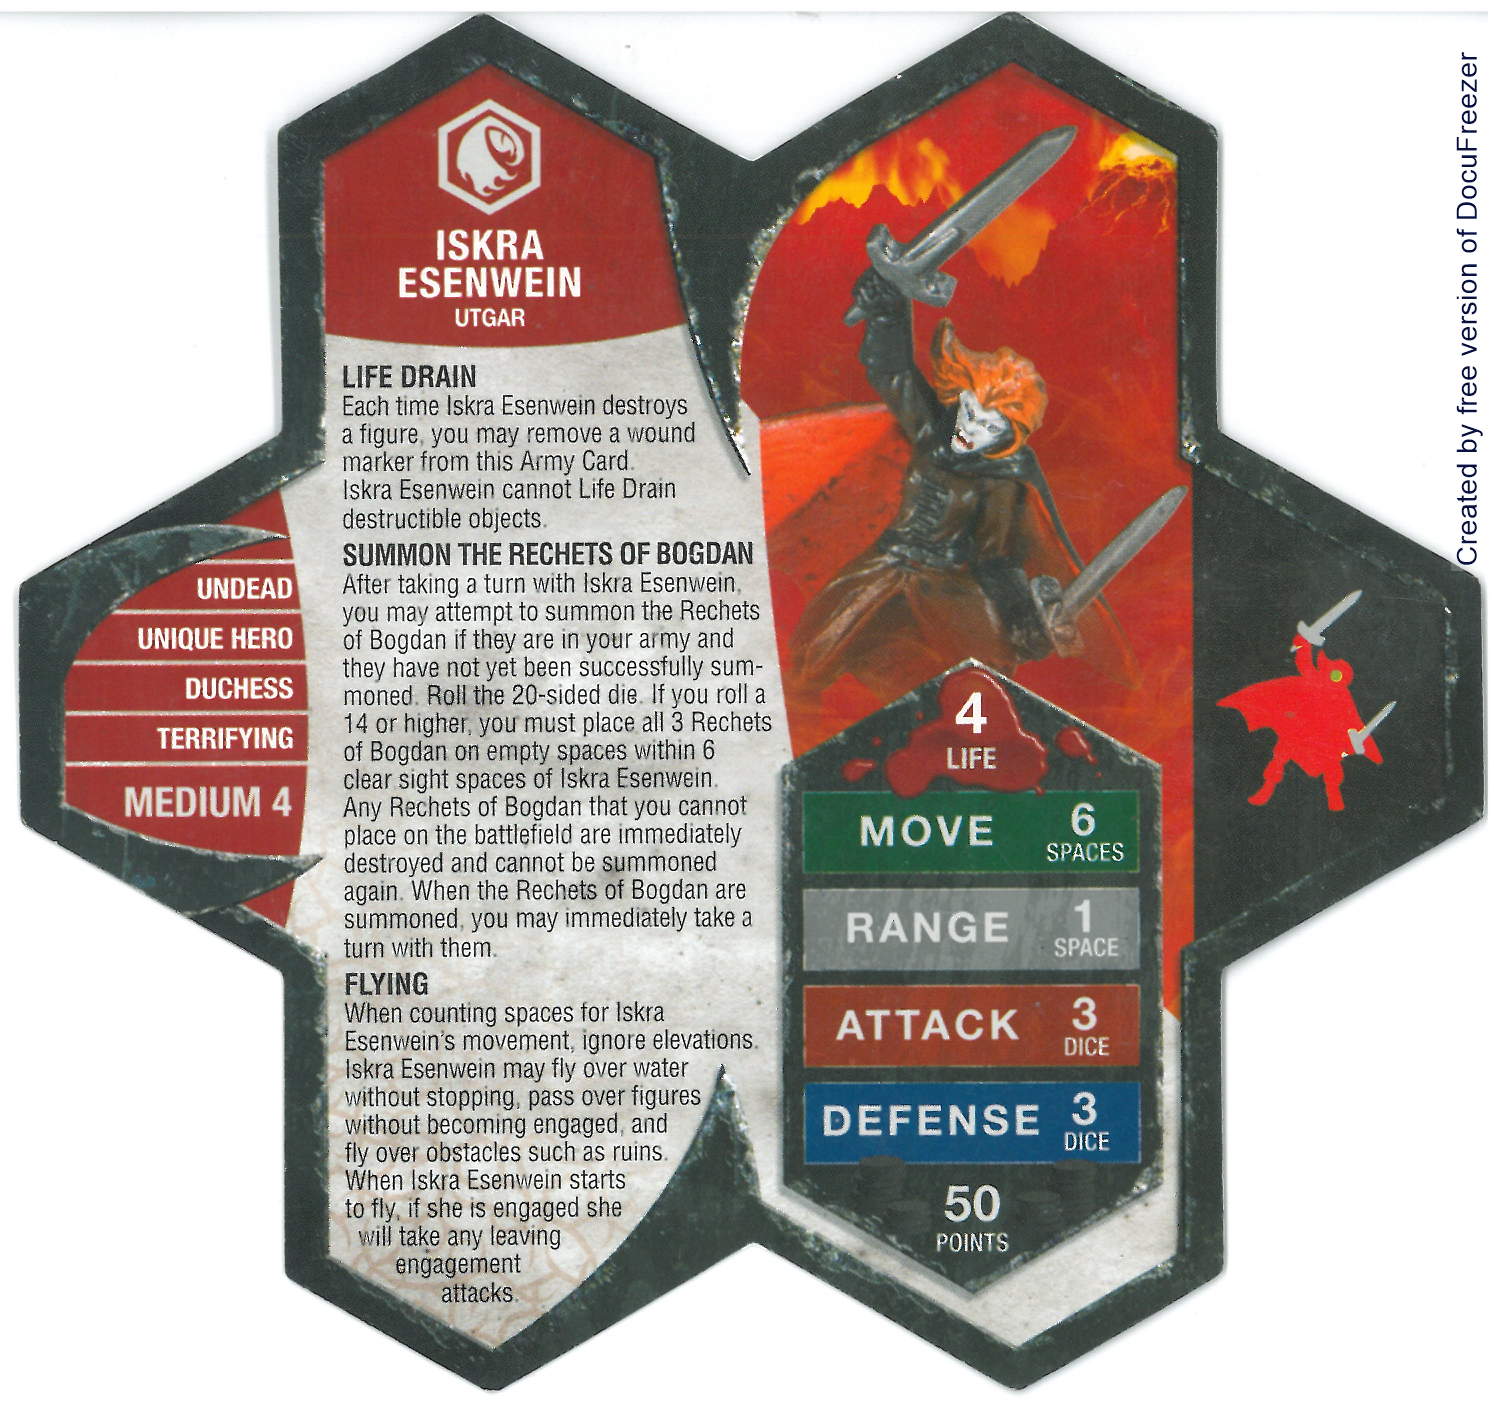 ISKRA
ESENWEIN
UTGAR
LIFE DRAIN
Each time Iskra Esenwein destroys
a figure, you may remove a wound
marker from this Army Card.
Iskra Esenwein cannot Life Drain
destructible objects.
SUMMON THE RECHETS OF BOGDAN
After taking a turn with Iskra Esenwein,
you may attempt to summon the Rechets
of Bogdan if they are in your army and
they have not yet been successfully sum-
moned. Roll the 20-sided die. If you roll a
14 or higher, you must place all 3 Rechets
of Bogdan on empty spaces within 6
clear sight spaces of Iskra Esenwein.
Any Rechets of Bogdan that you cannot
place on the battlefield are immediately
destroyed and cannot be summoned
again. When the Rechets of Bogdan are
summoned, you may immediately take a
turn with them.
FLYING
When counting spaces for Iskra
Esenwein's movement, ignore elevations.
Iskra Esenwein may fly over water
without stopping, pass over figures
without becoming engaged, and
fly over obstacles such as ruins.
When Iskra Esenwein starts
to fly, if she is engaged she
will take any leaving
engagement
attacks.
UNDEAD
UNIQUE HERO
DUCHESS
TERRIFYING
MEDIUM 4
4
LIFE
MOVE 6
SPACES
RANGE 1
SPACE
ATTACK 3
DICE
DEFENSE 3
DICE
50
POINTS
Created by free version of DocuFreezer